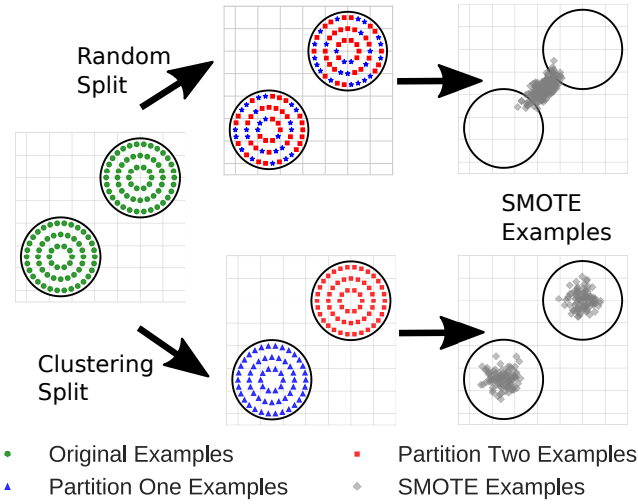 Random
Split
SMOTE
Examples
Clustering
Split
Original Examples
Partition Two Examples
Partition One Examples
SMOTE Examples